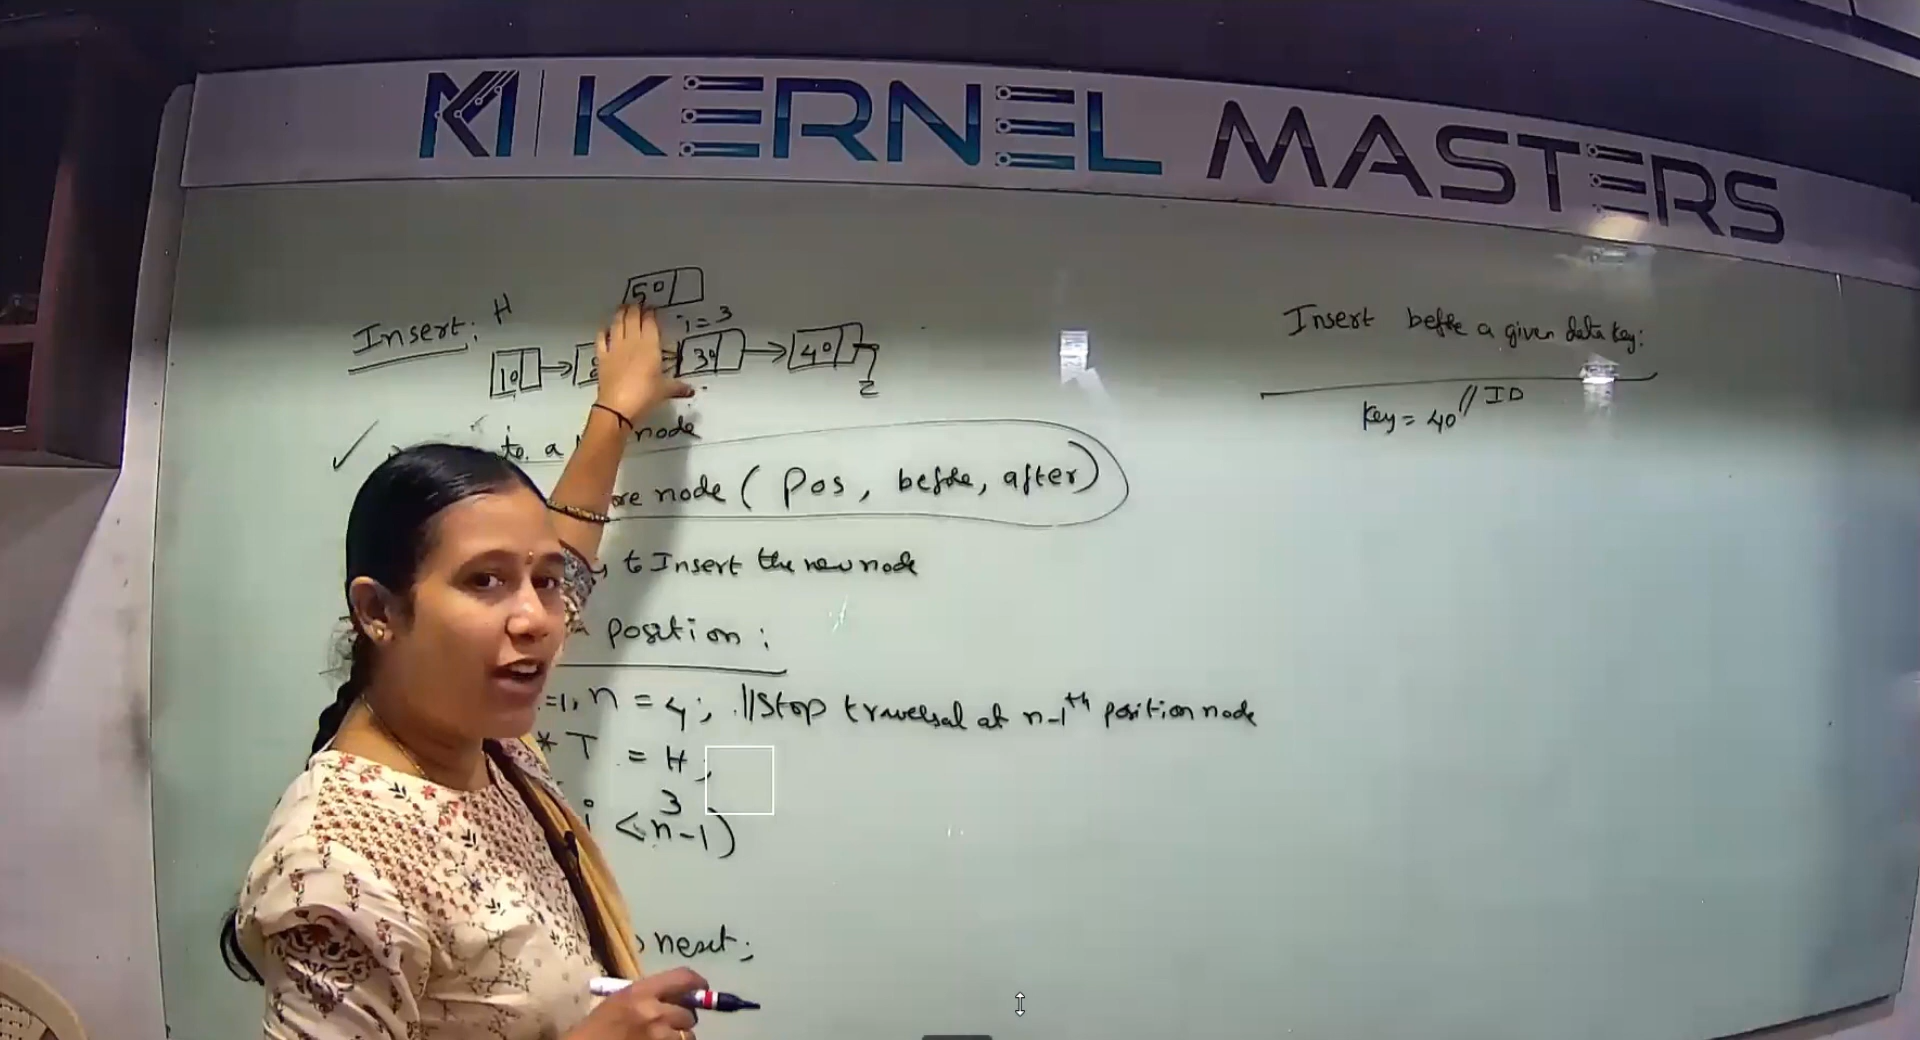 KM KERNEL MASTERS
Insert: H
50
i=3
10 30 40
Insert before a given data key:
key = 40 // ID
to a node
node (Pos, before, after)
to Insert the new node
position:
=1, n = 4; //Stop traversal at n-1th position node
*T = H;
3
i < n-1)
next;